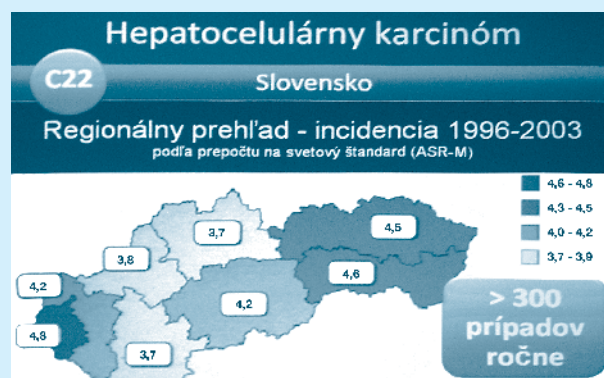 Hepatocelulárny karcinóm
C22
Slovensko
Regionálny prehľad - incidencia 1996-2003
podľa prepočtu na svetový štandard (ASR-M)
4,6 - 4,8
4,3 - 4,5
4,0 - 4,2
3,7 - 3,9
3,7
4,5
3,8
4,6
4,2
4,2
4,8
3,7
> 300
prípadov
ročne